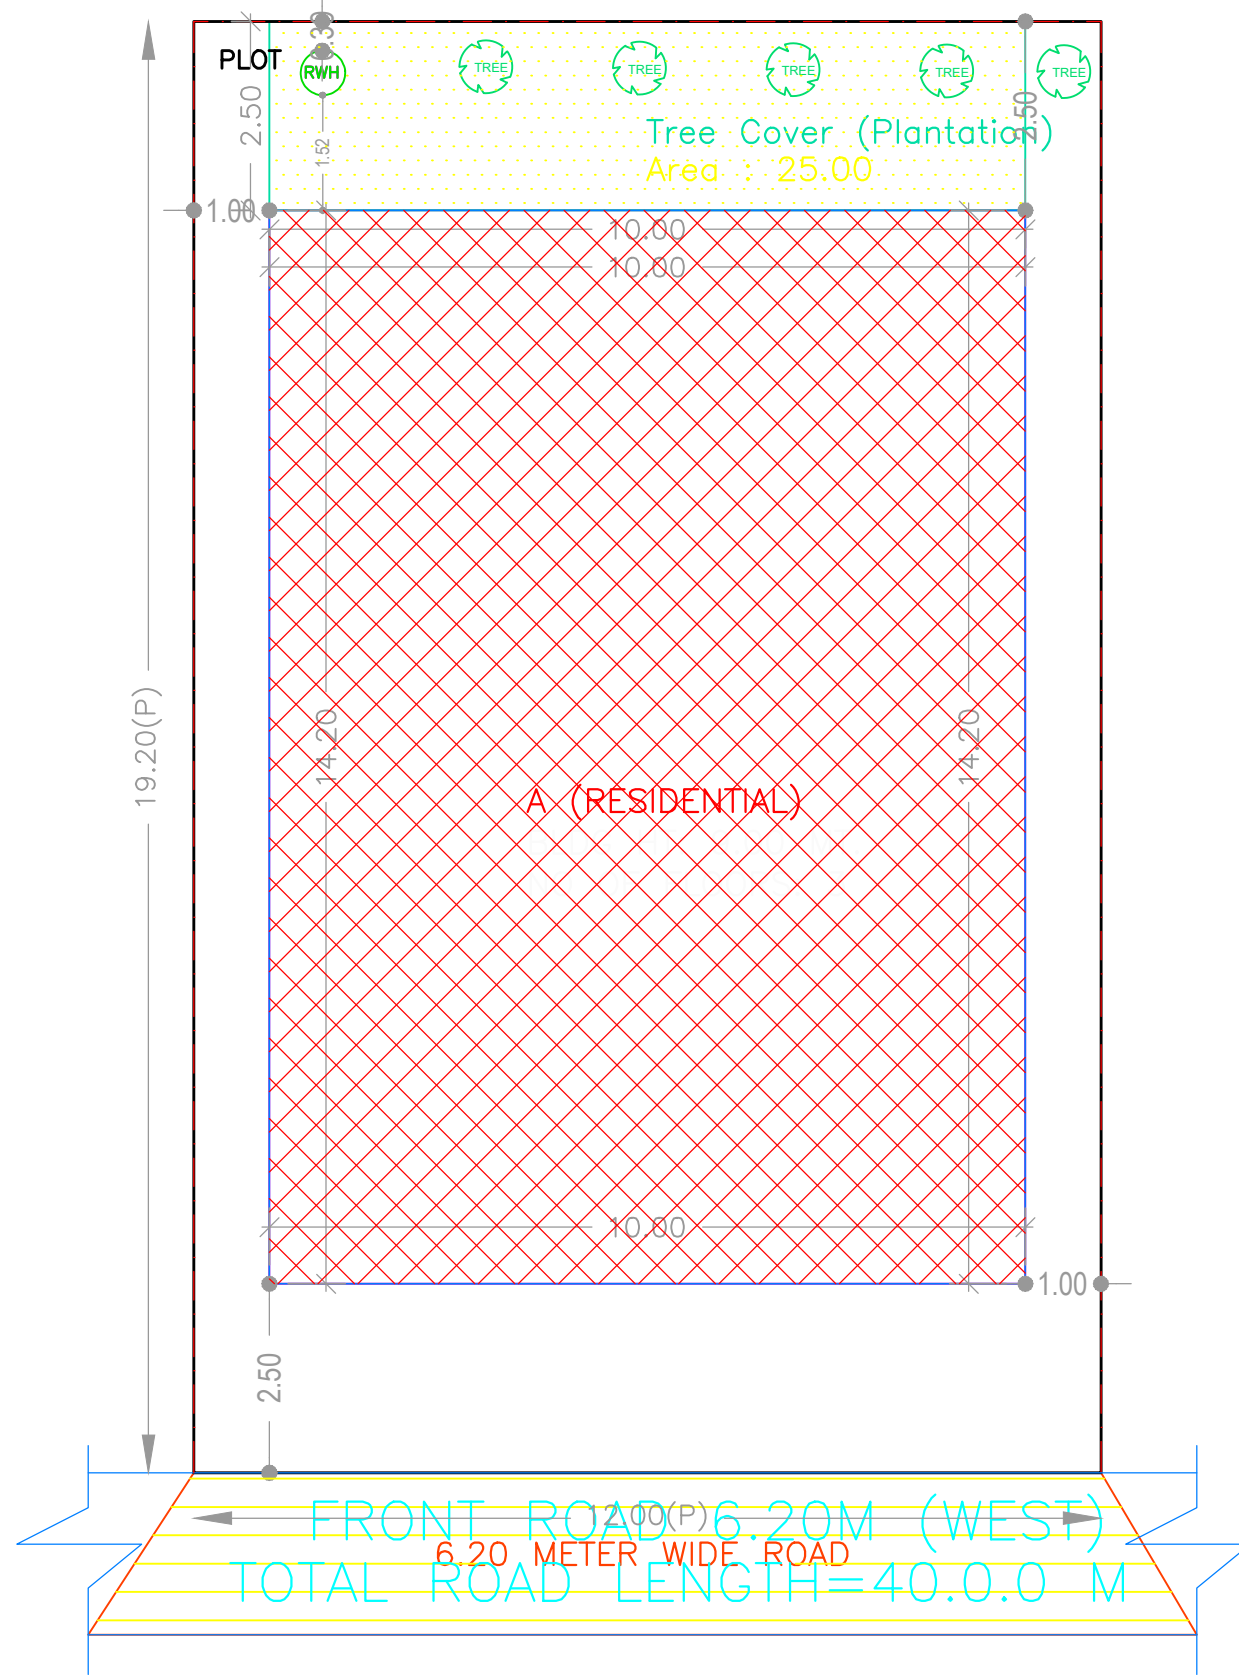 0.30
PLOT
RWH
TREE
TREE
TREE
TREE
TREE
2.50
2.50
1.52
Tree Cover (Plantation)
Area : 25.00
1.00
10.00
10.00
19.20(P)
14.20
14.20
A (RESIDENTIAL)
10.00
1.00
2.50
FRONT ROAD 6.20M (WEST)
12.00(P)
6.20 METER WIDE ROAD
TOTAL ROAD LENGTH=40.0.0 M